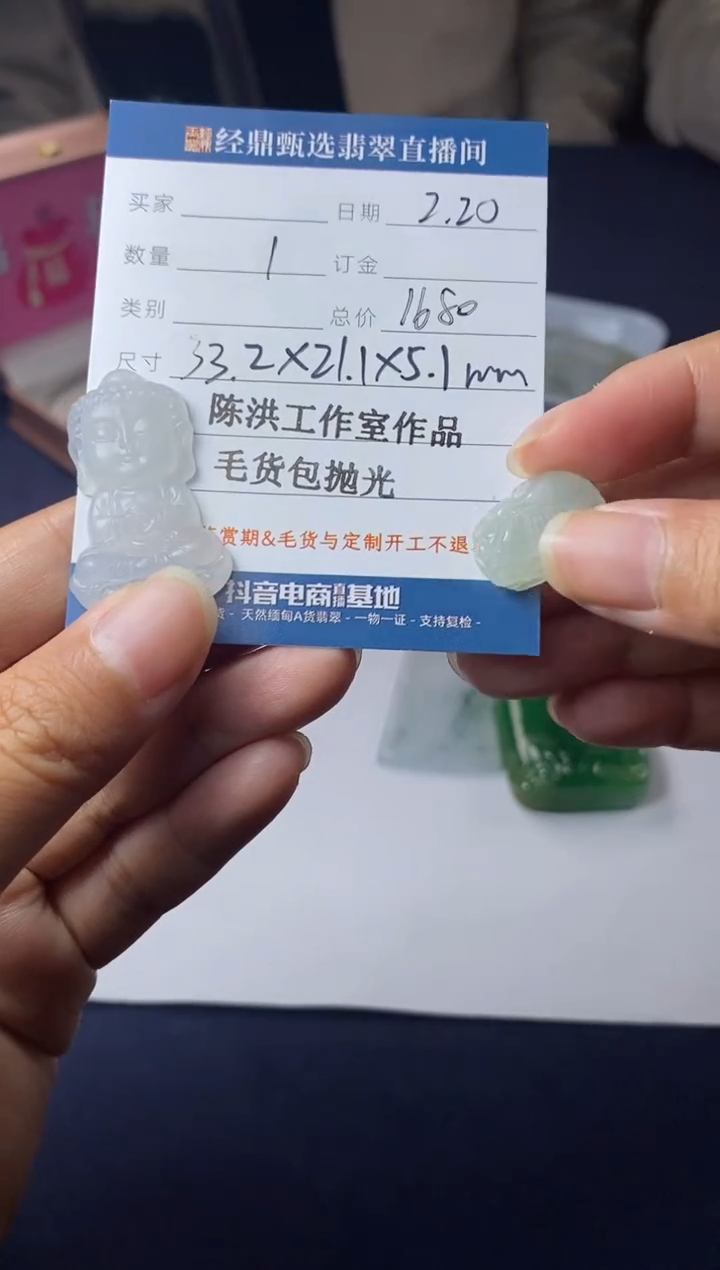 经鼎甄选翡翠直播间
买家 日期 2.20
数量 1 订金
类别 总价 1680
尺寸 33.2×21.1×5.1mm
陈洪工作室作品
毛货包抛光
赏期&毛货与定制开工不退
抖音电商直播基地
天然缅甸A货翡翠 - 一物一证 - 支持复检 -